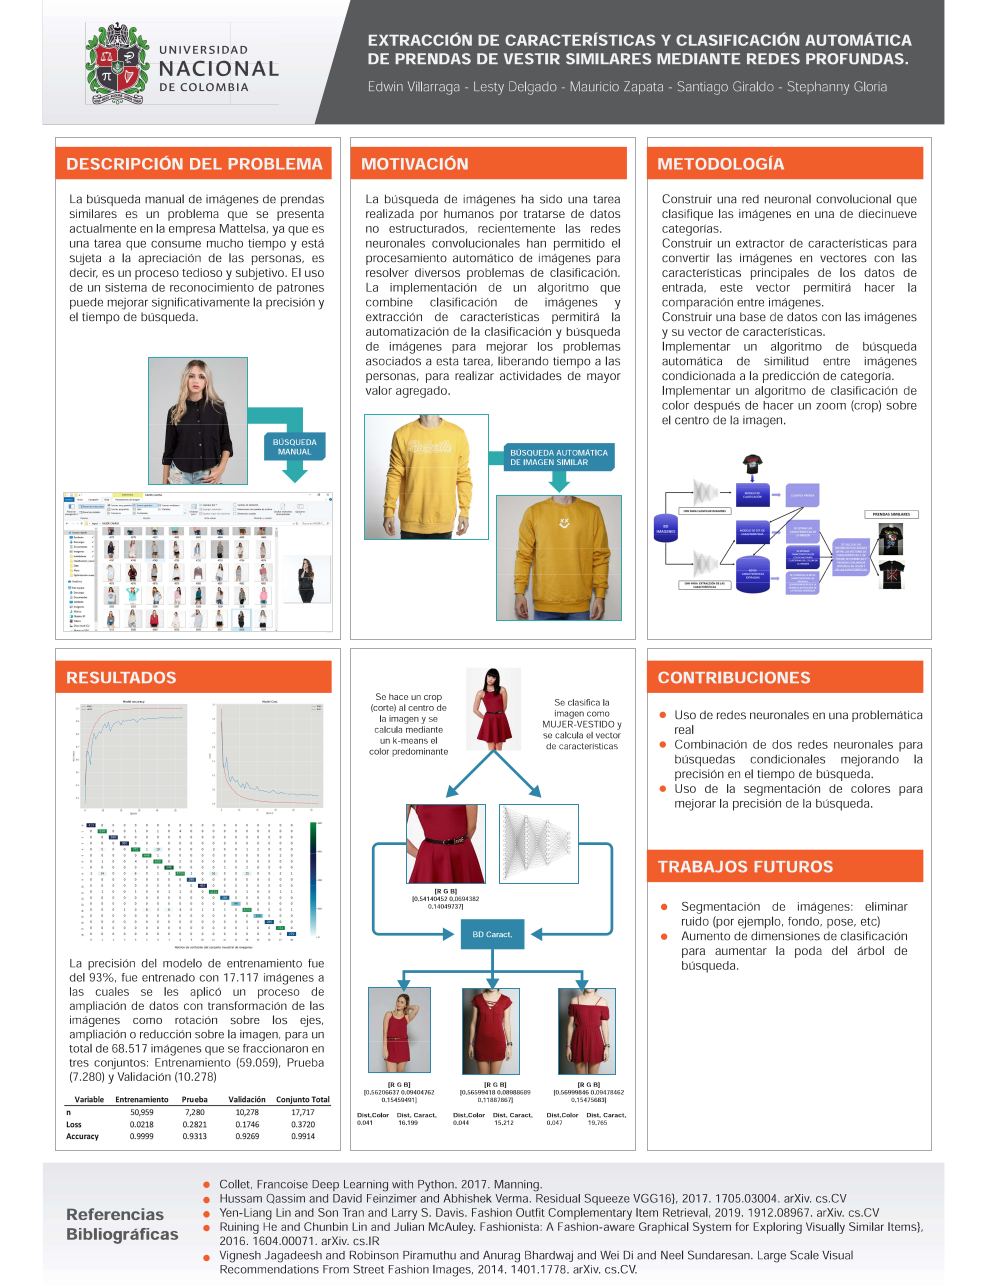 UNIVERSIDAD
NACIONAL
DE COLOMBIA
EXTRACCIÓN DE CARACTERÍSTICAS Y CLASIFICACIÓN AUTOMÁTICA
DE PRENDAS DE VESTIR SIMILARES MEDIANTE REDES PROFUNDAS.
Edwin Villarraga - Lesty Delgado - Mauricio Zapata - Santiago Giraldo - Stephanny Gloria
DESCRIPCIÓN DEL PROBLEMA
La búsqueda manual de imágenes de prendas
similares es un problema que se presenta
actualmente en la empresa Mattelsa, ya que es
una tarea que consume mucho tiempo y está
sujeta a la apreciación de las personas, es
decir, es un proceso tedioso y subjetivo. El uso
de un sistema de reconocimiento de patrones
puede mejorar significativamente la precisión y
el tiempo de búsqueda.
BÚSQUEDA
MANUAL
MOTIVACIÓN
La búsqueda de imágenes ha sido una tarea
realizada por humanos por tratarse de datos
no estructurados, recientemente las redes
neuronales convolucionales han permitido el
procesamiento automático de imágenes para
resolver diversos problemas de clasificación.
La implementación de un algoritmo que
combine clasificación de imágenes y
extracción de características permitirá la
automatización de la clasificación y búsqueda
de imágenes para mejorar los problemas
asociados a esta tarea, liberando tiempo a las
personas, para realizar actividades de mayor
valor agregado.
BÚSQUEDA AUTOMÁTICA
DE IMAGEN SIMILAR
METODOLOGÍA
Construir una red neuronal convolucional que
clasifique las imágenes en una de diecinueve
categorías.
Construir un extractor de características para
convertir las imágenes en vectores con las
características principales de los datos de
entrada, este vector permitirá hacer la
comparación entre imágenes.
Construir una base de datos con las imágenes
y su vector de características.
Implementar un algoritmo de búsqueda
automática de similitud entre imágenes
condicionada a la predicción de categoría.
Implementar un algoritmo de clasificación de
color después de hacer un zoom (crop) sobre
el centro de la imagen.
PRENDAS SIMILARES
RESULTADOS
La precisión del modelo de entrenamiento fue
del 93%, fue entrenado con 17.117 imágenes a
las cuales se les aplicó un proceso de
ampliación de datos con transformación de las
imágenes como rotación sobre los ejes,
ampliación o reducción sobre la imagen, para un
total de 68.517 imágenes que se fraccionaron en
tres conjuntos: Entrenamiento (59.059), Prueba
(7.280) y Validación (10.278)
Variable Entrenamiento Prueba Validación Conjunto Total
n 50,959 7,280 10,278 17,717
Loss 0.0218 0.2821 0.1746 0.3720
Accuracy 0.9999 0.9313 0.9269 0.9914
Se hace un crop
(corte) al centro de
la imagen y se
calcula mediante
un k-means el
color predominante
Se clasifica la
imagen como
MUJER-VESTIDO y
se calcula el vector
de características
[R G B]
[0.54140452 0.0694382
0.14049737]
BD Caract.
[R G B]
[0.56206637 0.09404762
0.15459491]
Dist.Color Dist. Caract.
0.041 16.199
[R G B]
[0.56599418 0.08988689
0.11887867]
Dist.Color Dist. Caract.
0.044 15.212
[R G B]
[0.56999846 0.09478462
0.15475683]
Dist.Color Dist. Caract.
0.047 19.765
CONTRIBUCIONES
Uso de redes neuronales en una problemática
real
Combinación de dos redes neuronales para
búsquedas condicionales mejorando la
precisión en el tiempo de búsqueda.
Uso de la segmentación de colores para
mejorar la precisión de la búsqueda.
TRABAJOS FUTUROS
Segmentación de imágenes: eliminar
ruido (por ejemplo, fondo, pose, etc)
Aumento de dimensiones de clasificación
para aumentar la poda del árbol de
búsqueda.
Referencias
Bibliográficas
Collet, Francoise Deep Learning with Python. 2017. Manning.
Hussam Qassim and David Feinzimer and Abhishek Verma. Residual Squeeze VGG16}, 2017. 1705.03004. arXiv. cs.CV
Yen-Liang Lin and Son Tran and Larry S. Davis. Fashion Outfit Complementary Item Retrieval, 2019. 1912.08967. arXiv. cs.CV
Ruining He and Chunbin Lin and Julian McAuley. Fashionista: A Fashion-aware Graphical System for Exploring Visually Similar Items},
2016. 1604.00071. arXiv. cs.IR
Vignesh Jagadeesh and Robinson Piramuthu and Anurag Bhardwaj and Wei Di and Neel Sundaresan. Large Scale Visual
Recommendations From Street Fashion Images, 2014. 1401.1778. arXiv. cs.CV.